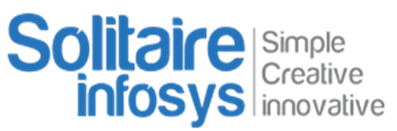 Solitaire
infosys
Simple
Creative
innovative